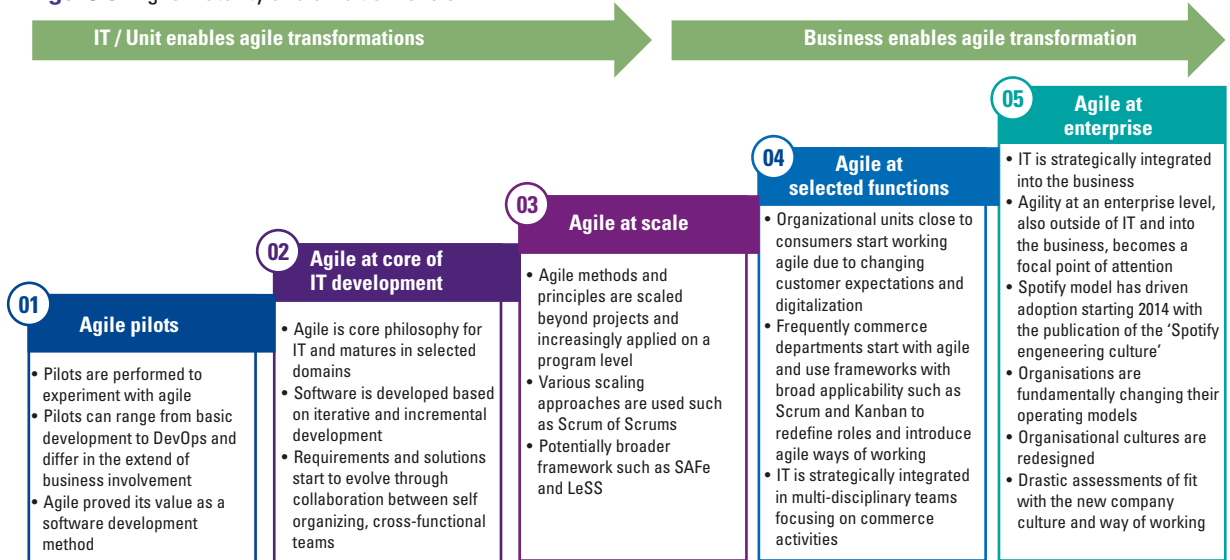 IT / Unit enables agile transformations
Business enables agile transformation
01
Agile pilots
• Pilots are performed to
experiment with agile
• Pilots can range from basic
development to DevOps and
differ in the extend of
business involvement
• Agile proved its value as a
software development
method
02
Agile at core of
IT development
• Agile is core philosophy for
IT and matures in selected
domains
• Software is developed based
on iterative and incremental
development
• Requirements and solutions
start to evolve through
collaboration between self
organizing, cross-functional
teams
03
Agile at scale
• Agile methods and
principles are scaled
beyond projects and
increasingly applied on a
program level
• Various scaling
approaches are used such
as Scrum of Scrums
• Potentially broader
framework such as SAFe
and LeSS
04
Agile at
selected functions
• Organizational units close to
consumers start working
agile due to changing
customer expectations and
digitalization
• Frequently commerce
departments start with agile
and use frameworks with
broad applicability such as
Scrum and Kanban to
redefine roles and introduce
agile ways of working
• IT is strategically integrated
in multi-disciplinary teams
focusing on commerce
activities
05
Agile at
enterprise
• IT is strategically integrated
into the business
• Agility at an enterprise level,
also outside of IT and into
the business, becomes a
focal point of attention
• Spotify model has driven
adoption starting 2014 with
the publication of the ‘Spotify
engeneering culture’
• Organisations are
fundamentally changing their
operating models
• Organisational cultures are
redesigned
• Drastic assessments of fit
with the new company
culture and way of working